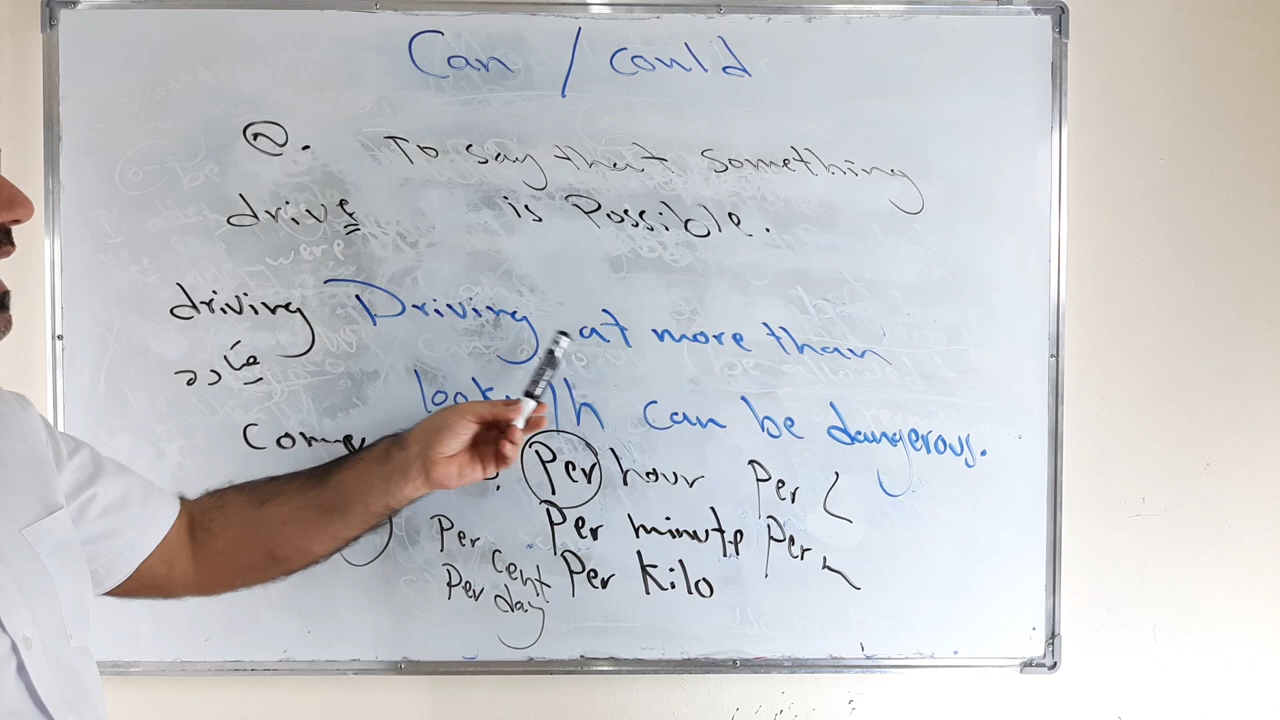 Can / could
②. To say that something
drive is Possible.
driving Driving at more than
can be dangerous.
Per hour Per
Per minute Per
Per cent Per Kilo
Per day